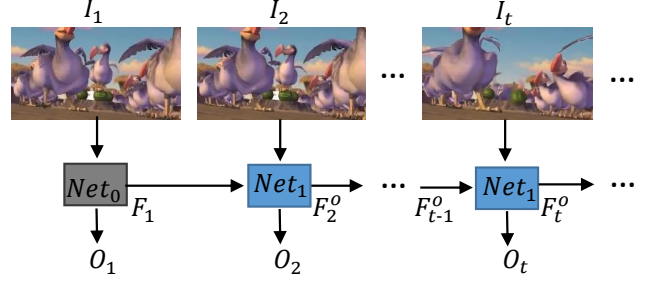 I₁ I₂ Iₜ
... ...
Net₀ F₁ Net₁ F₂ᵒ ... Fₜ₋₁ᵒ Net₁ Fₜᵒ ...
O₁ O₂ Oₜ